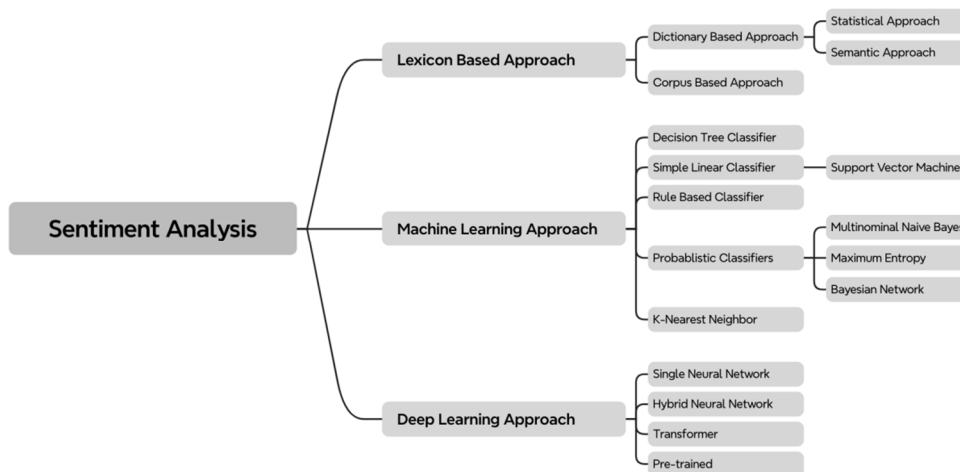 Sentiment Analysis
Lexicon Based Approach
Dictionary Based Approach
Statistical Approach
Semantic Approach
Corpus Based Approach
Machine Learning Approach
Decision Tree Classifier
Simple Linear Classifier
Support Vector Machine
Rule Based Classifier
Probablistic Classifiers
Multinominal Naive Bayes
Maximum Entropy
Bayesian Network
K-Nearest Neighbor
Deep Learning Approach
Single Neural Network
Hybrid Neural Network
Transformer
Pre-trained